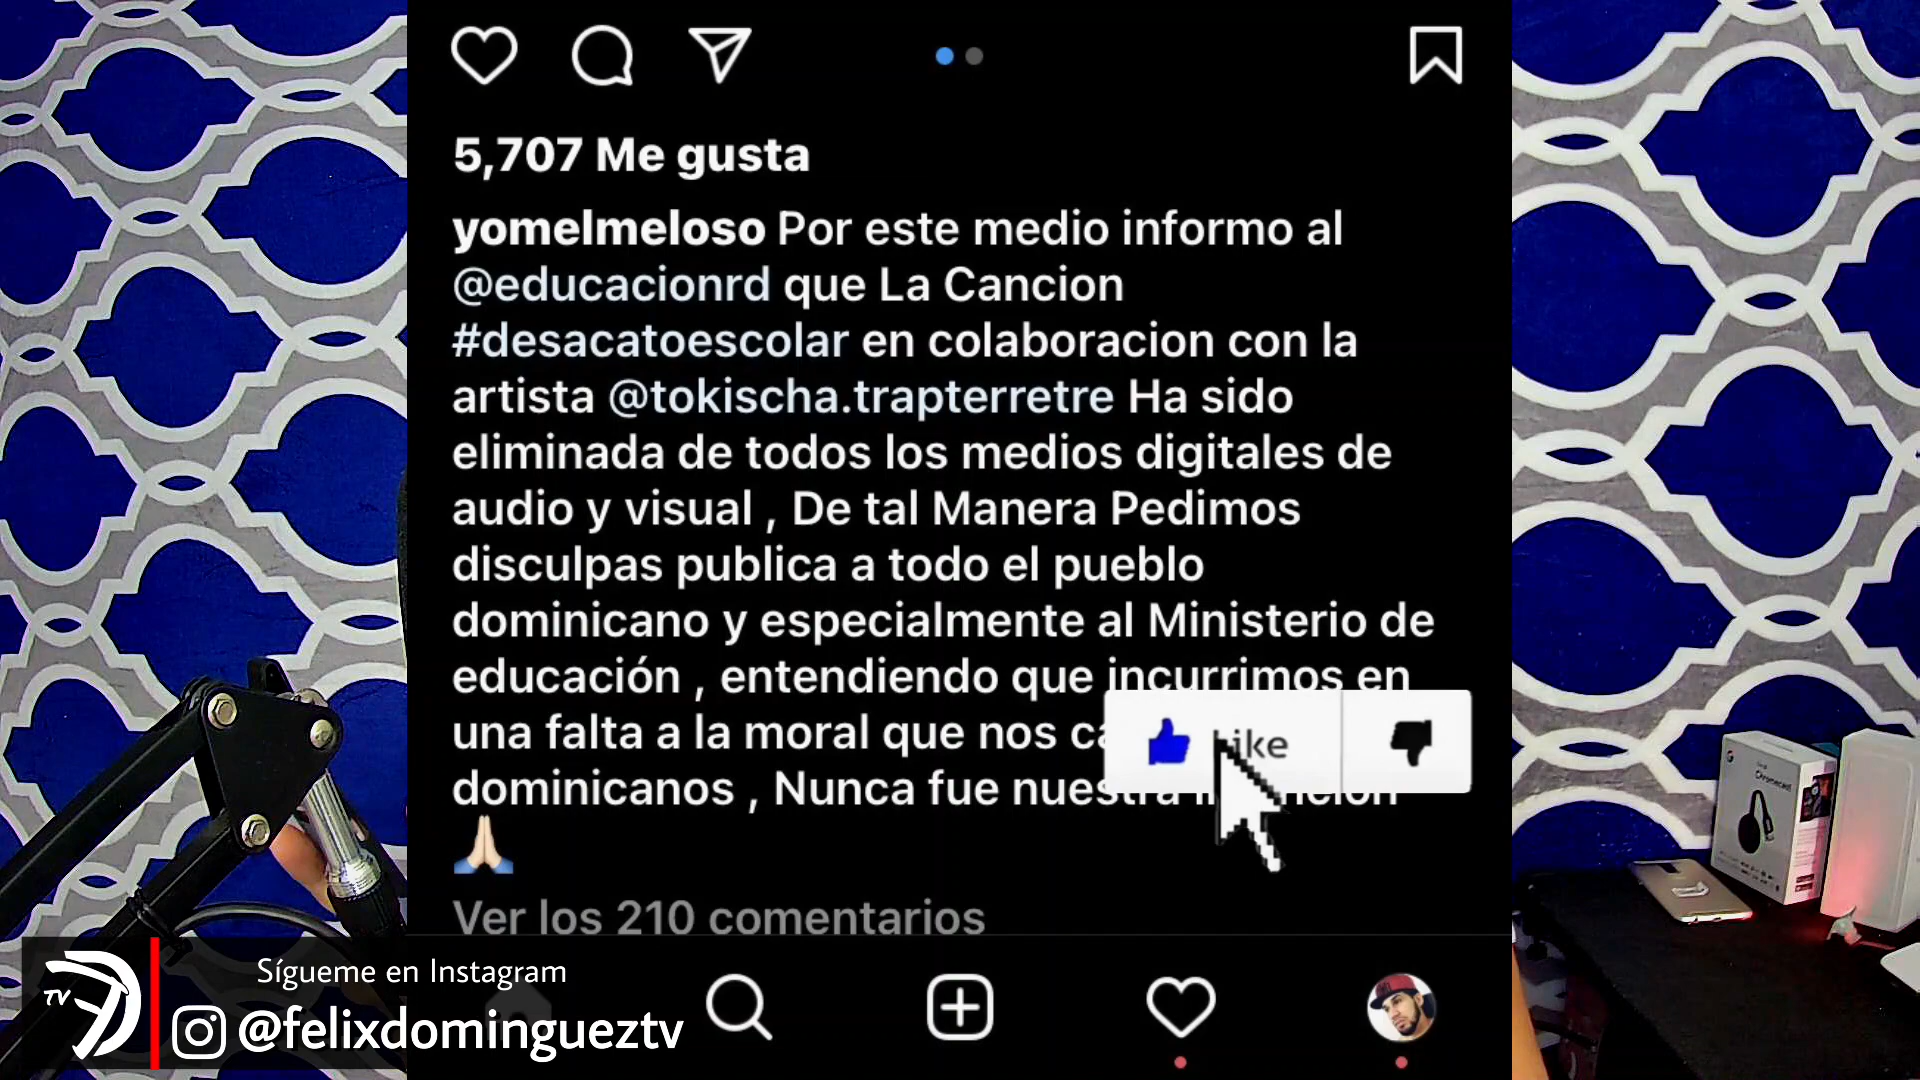 5,707 Me gusta
yomelmeloso Por este medio informo al
@educacionrd que La Cancion
#desacatoescolar en colaboracion con la
artista @tokischa.trapterretre Ha sido
eliminada de todos los medios digitales de
audio y visual , De tal Manera Pedimos
disculpas publica a todo el pueblo
dominicano y especialmente al Ministerio de
educación , entendiendo que incurrimos en
una falta a la moral que nos
Like
dominicanos , Nunca fue nuestra
Ver los 210 comentarios
Chromecast
TV
Sígueme en Instagram
@felixdomingueztv